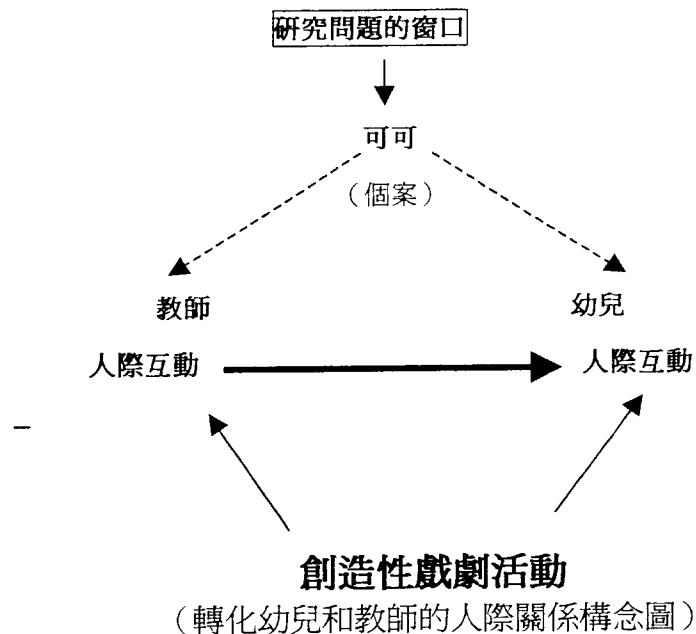 研究問題的窗口
可可
（個案）
教師
幼兒
人際互動
人際互動
創造性戲劇活動
（轉化幼兒和教師的人際關係構念圖）